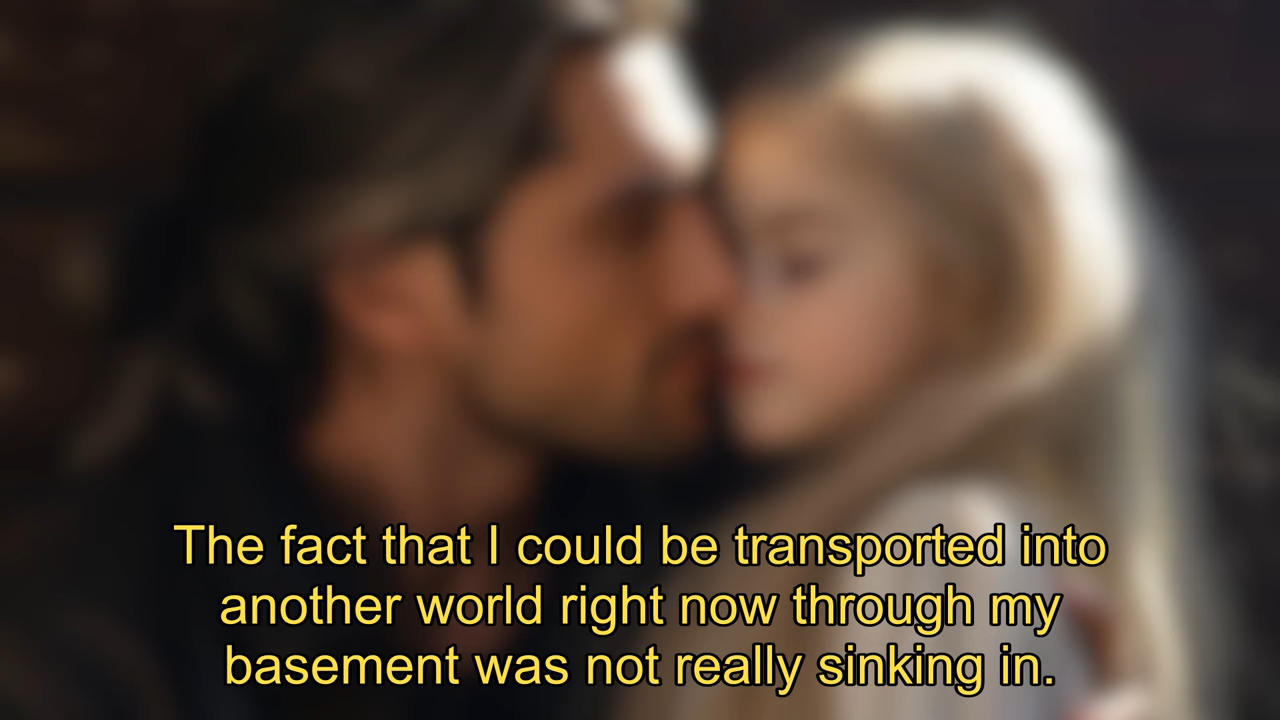 The fact that I could be transported into
another world right now through my
basement was not really sinking in.